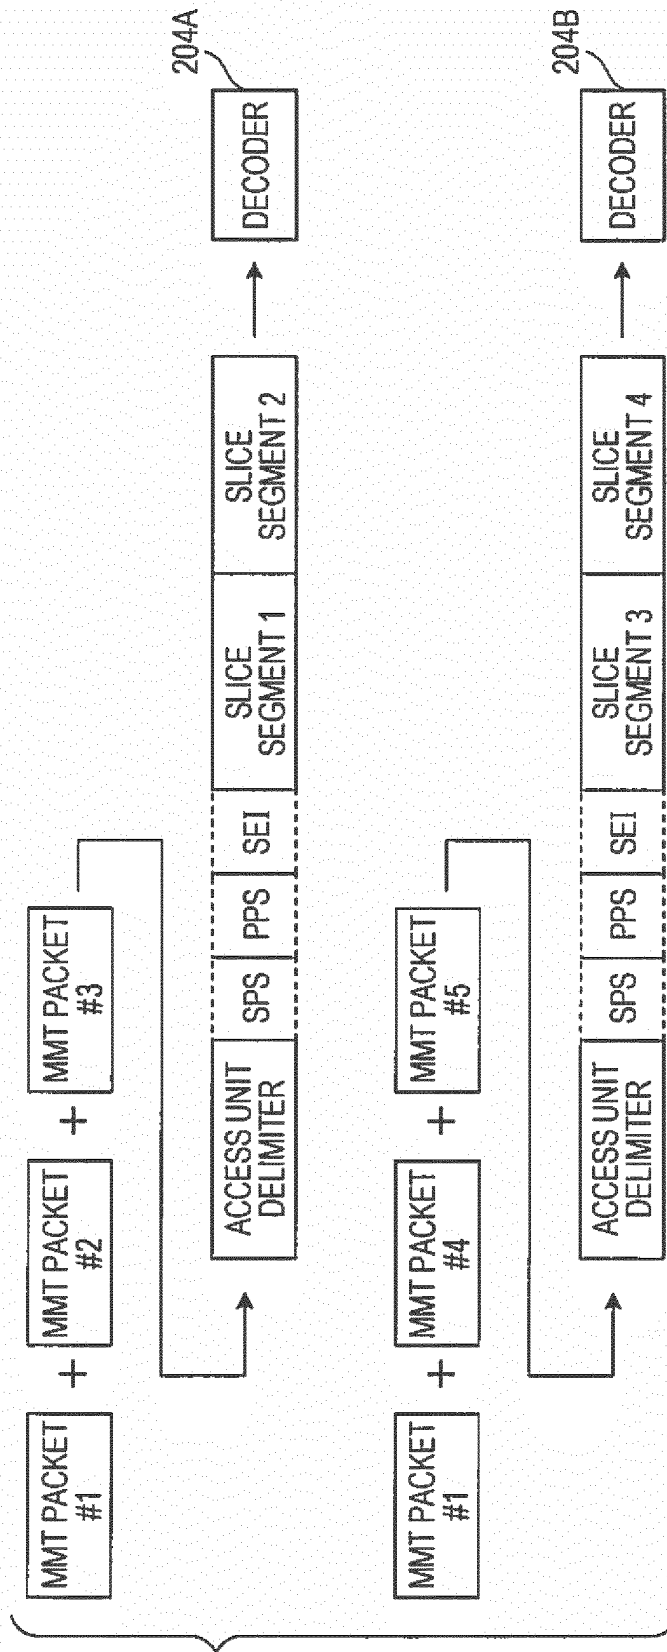 MMT PACKET
#1
+
MMT PACKET
#2
+
MMT PACKET
#3
ACCESS UNIT
DELIMITER
SPS
PPS
SEI
SLICE
SEGMENT 1
SLICE
SEGMENT 2
DECODER
204A
MMT PACKET
#1
+
MMT PACKET
#4
+
MMT PACKET
#5
ACCESS UNIT
DELIMITER
SPS
PPS
SEI
SLICE
SEGMENT 3
SLICE
SEGMENT 4
DECODER
204B